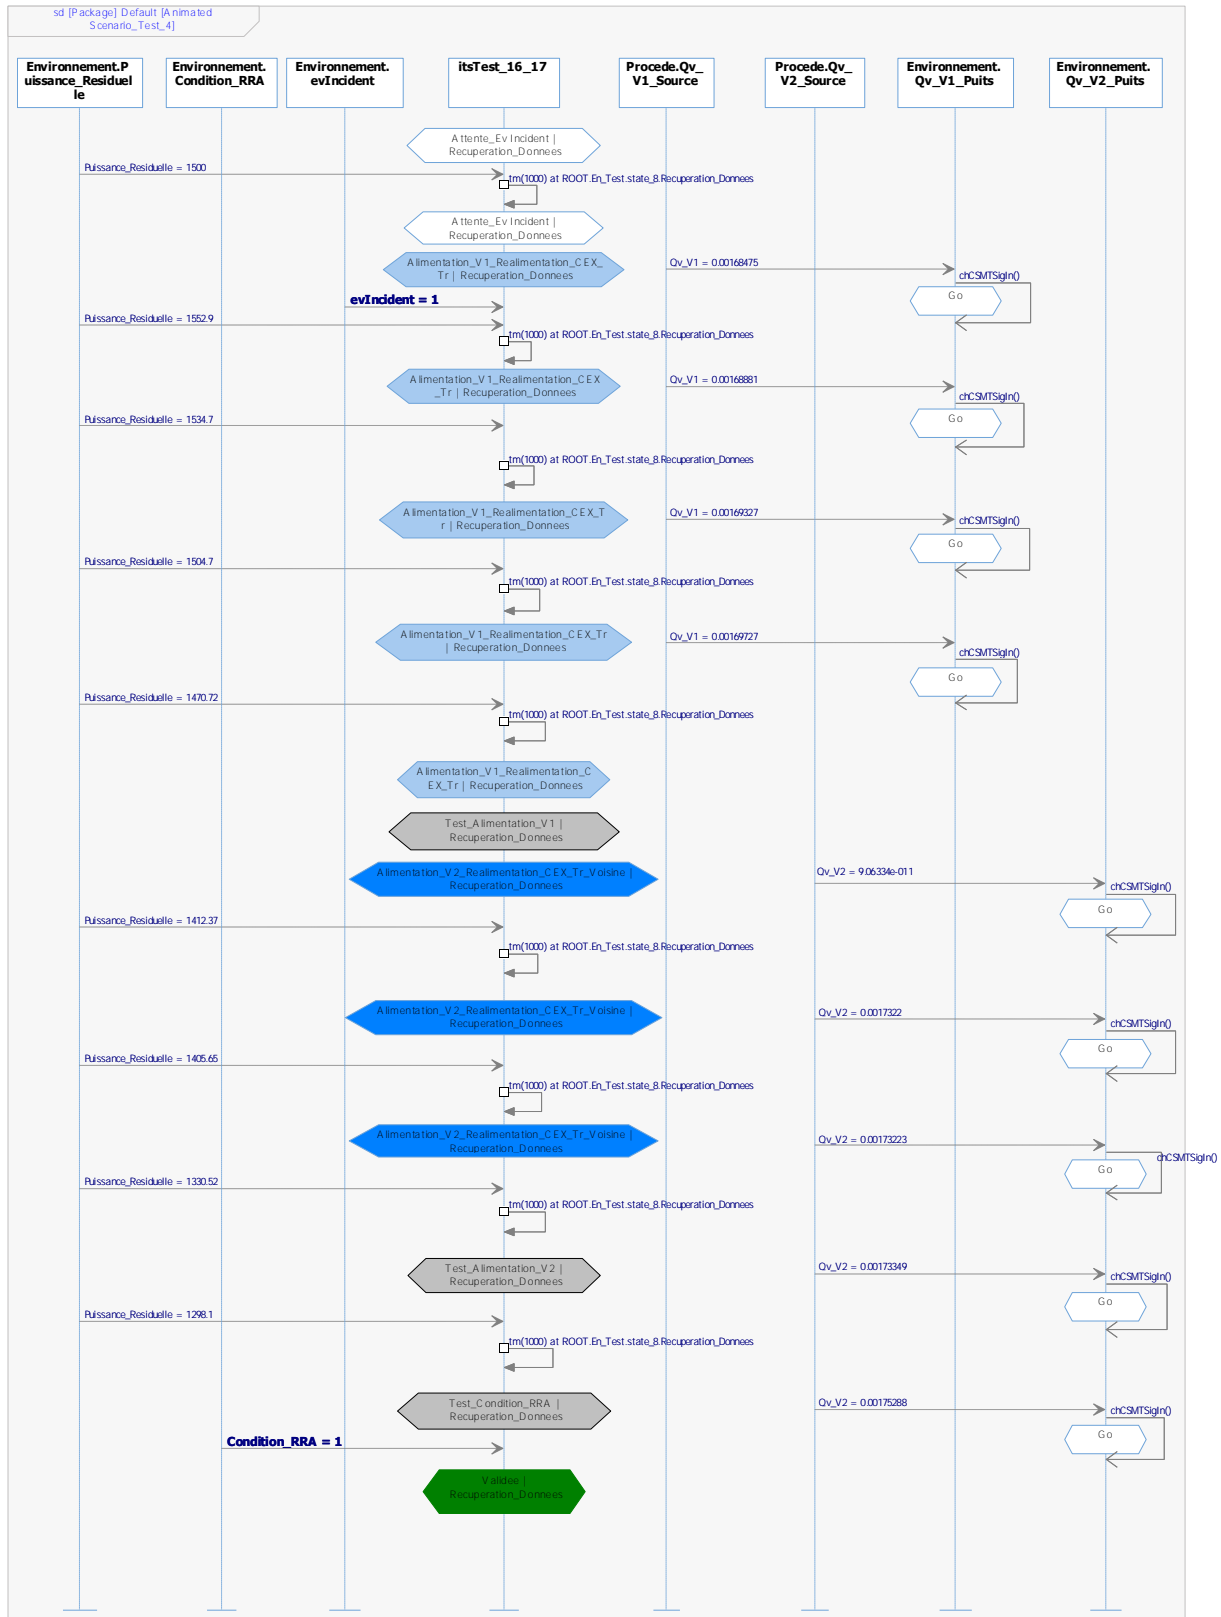 sd [Package] Default [Animated
Scenario_Test_4]
Environnement.P
uissance_Residuel
le
Environnement.
Condition_RRA
Environnement.
evIncident
itsTest_16_17
Procede.Qv_
V1_Source
Procede.Qv_
V2_Source
Environnement.
Qv_V1_Puits
Environnement.
Qv_V2_Puits
Attente_Ev Incident |
Recuperation_Donnees
Puissance_Residuelle = 1500
tm(1000) at ROOT.En_Test.state_8.Recuperation_Donnees
Attente_Ev Incident |
Recuperation_Donnees
Alimentation_V1_Realimentation_CEX_
Tr | Recuperation_Donnees
Qv_V1 = 0.00168475
chCSMTSigIn()
Go
evIncident = 1
Puissance_Residuelle = 1552.9
tm(1000) at ROOT.En_Test.state_8.Recuperation_Donnees
Alimentation_V1_Realimentation_CEX
_Tr | Recuperation_Donnees
Qv_V1 = 0.00168881
chCSMTSigIn()
Go
Puissance_Residuelle = 1534.7
tm(1000) at ROOT.En_Test.state_8.Recuperation_Donnees
Alimentation_V1_Realimentation_CEX_T
r | Recuperation_Donnees
Qv_V1 = 0.00169327
chCSMTSigIn()
Go
Puissance_Residuelle = 1504.7
tm(1000) at ROOT.En_Test.state_8.Recuperation_Donnees
Alimentation_V1_Realimentation_CEX_Tr
| Recuperation_Donnees
Qv_V1 = 0.00169727
chCSMTSigIn()
Go
Puissance_Residuelle = 1470.72
tm(1000) at ROOT.En_Test.state_8.Recuperation_Donnees
Alimentation_V1_Realimentation_C
EX_Tr | Recuperation_Donnees
Test_Alimentation_V1 |
Recuperation_Donnees
Alimentation_V2_Realimentation_CEX_Tr_Voisine |
Recuperation_Donnees
Qv_V2 = 9.06334e-011
chCSMTSigIn()
Go
Puissance_Residuelle = 1412.37
tm(1000) at ROOT.En_Test.state_8.Recuperation_Donnees
Alimentation_V2_Realimentation_CEX_Tr_Voisine |
Recuperation_Donnees
Qv_V2 = 0.0017322
chCSMTSigIn()
Go
Puissance_Residuelle = 1405.65
tm(1000) at ROOT.En_Test.state_8.Recuperation_Donnees
Alimentation_V2_Realimentation_CEX_Tr_Voisine |
Recuperation_Donnees
Qv_V2 = 0.00173223
chCSMTSigIn()
Go
Puissance_Residuelle = 1330.52
tm(1000) at ROOT.En_Test.state_8.Recuperation_Donnees
Test_Alimentation_V2 |
Recuperation_Donnees
Qv_V2 = 0.00173349
chCSMTSigIn()
Go
Puissance_Residuelle = 1298.1
tm(1000) at ROOT.En_Test.state_8.Recuperation_Donnees
Test_Condition_RRA |
Recuperation_Donnees
Qv_V2 = 0.00175288
chCSMTSigIn()
Go
Condition_RRA = 1
Validee |
Recuperation_Donnees